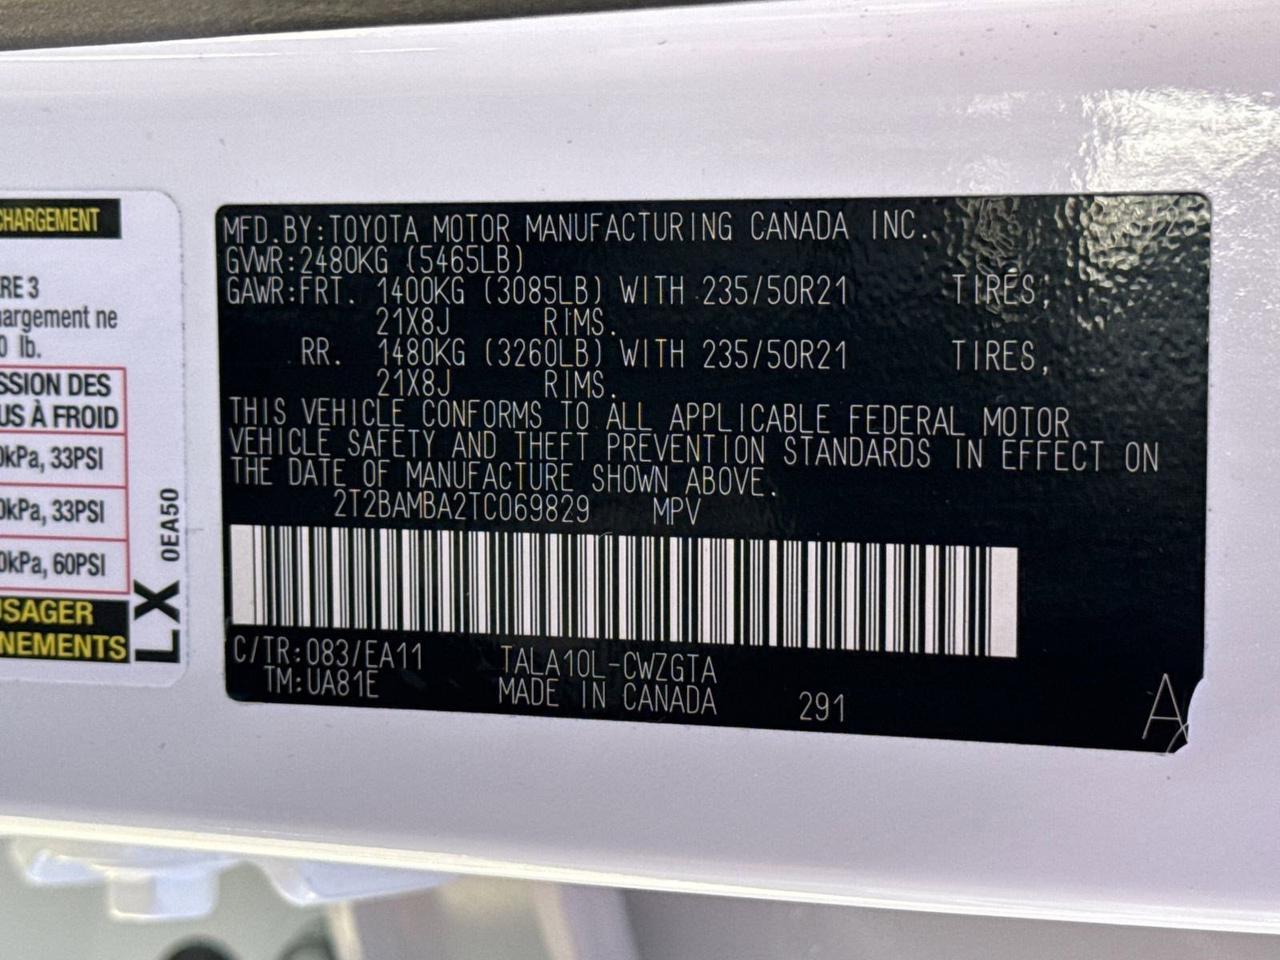 CHARGEMENT
ARE 3
hargement ne
0 lb.
SSION DES
US À FROID
0kPa, 33PSI
0kPa, 33PSI
0kPa, 60PSI
USAGER
NEMENTS
LX 0EA50
MFD.BY:TOYOTA MOTOR MANUFACTURING CANADA INC.
GVWR:2480KG (5465LB)
GAWR:FRT. 1400KG (3085LB) WITH 235/50R21 TIRES,
21X8J RIMS.
RR. 1480KG (3260LB) WITH 235/50R21 TIRES,
21X8J RIMS.
THIS VEHICLE CONFORMS TO ALL APPLICABLE FEDERAL MOTOR
VEHICLE SAFETY AND THEFT PREVENTION STANDARDS IN EFFECT ON
THE DATE OF MANUFACTURE SHOWN ABOVE.
2T2BAMBA2TC069829 MPV
C/TR:083/EA11 TALA10L-CWZGTA
TM:UA81E MADE IN CANADA 291
A